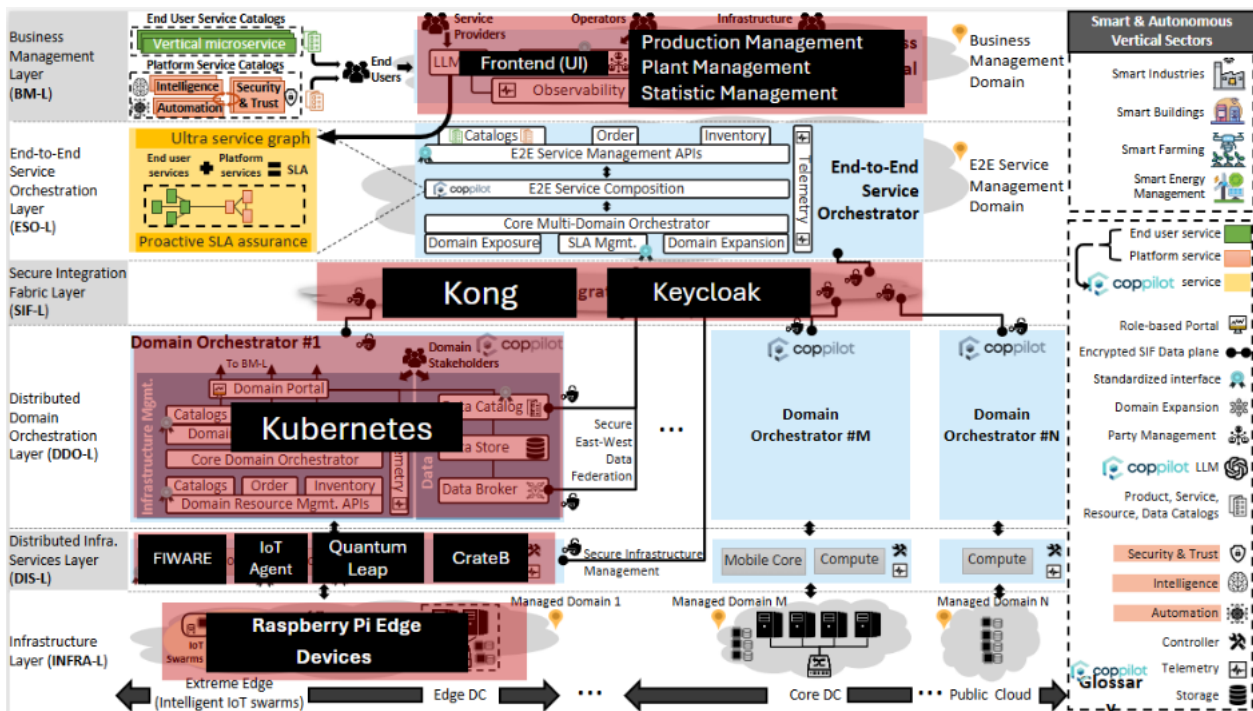 Business
Management
Layer
(BM-L)
End User Service Catalogs
Vertical microservice
Platform Service Catalogs
Intelligence
Automation
Security
& Trust
End
Users
Service
Providers
Operators
Infrastructure
LLM
Frontend (UI)
Observability
Production Management
Plant Management
Statistic Management
Business
Management
Domain
End-to-End
Service
Orchestration
Layer
(ESO-L)
Ultra service graph
End user
services
Platform
services
SLA
Proactive SLA assurance
Catalogs
Order
Inventory
E2E Service Management APIs
coppilot
E2E Service Composition
Core Multi-Domain Orchestrator
Domain Exposure
SLA Mgmt.
Domain Expansion
Telemetry
End-to-End
Service
Orchestrator
E2E Service
Management
Domain
Secure Integration
Fabric Layer
(SIF-L)
Kong
Keycloak
Distributed
Domain
Orchestration
Layer (DDO-L)
Domain Orchestrator #1
To BM-L
Domain
Stakeholders
coppilot
Infrastructure Mgmt.
Domain Portal
Catalogs
Kubernetes
Core Domain Orchestrator
Catalogs
Order
Inventory
Domain Resource Mgmt. APIs
Data
Catalog
Store
Data Broker
Secure
East-West
Data
Federation
...
coppilot
Domain
Orchestrator #M
coppilot
Domain
Orchestrator #N
Distributed Infra.
Services Layer
(DIS-L)
FIWARE
IoT
Agent
Quantum
Leap
CrateB
Secure Infrastructure
Management
Mobile Core
Compute
Compute
Infrastructure
Layer (INFRA-L)
IoT
Swarms
Raspberry Pi Edge
Devices
Managed Domain 1
Managed Domain M
Managed Domain N
Extreme Edge
(Intelligent IoT swarms)
Edge DC
...
Core DC
...
Public Cloud
Smart & Autonomous
Vertical Sectors
Smart Industries
Smart Buildings
Smart Farming
Smart Energy
Management
End user service
Platform service
coppilot service
Role-based Portal
Encrypted SIF Data plane
Standardized interface
Domain Expansion
Party Management
coppilot LLM
Product, Service,
Resource, Data Catalogs
Security & Trust
Intelligence
Automation
Controller
Telemetry
Storage
coppilot
Glossar
y